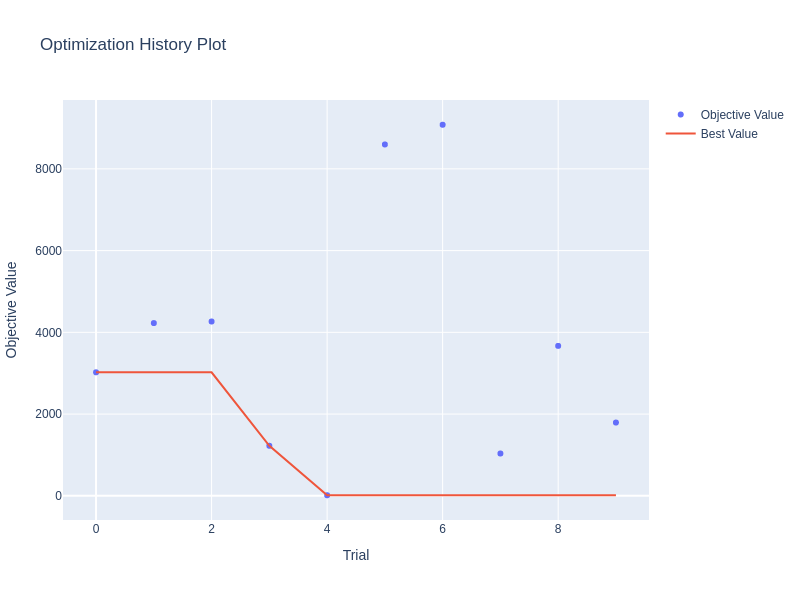 Optimization History Plot
Objective Value
Best Value
8000
6000
4000
2000
0
Objective Value
0
2
4
6
8
Trial